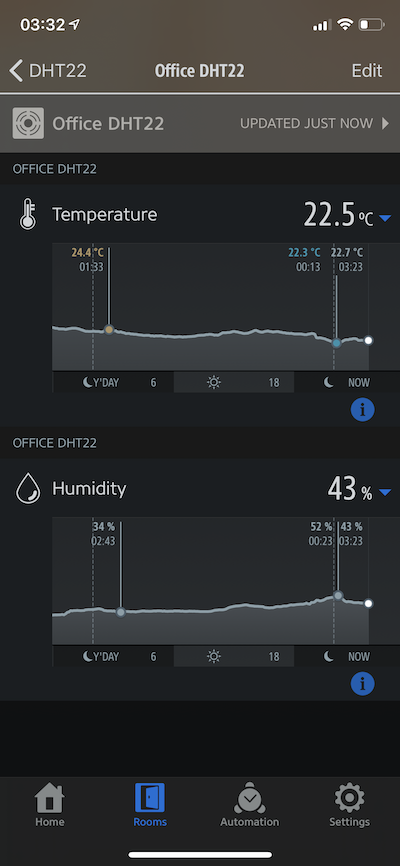 03:32
DHT22
Office DHT22
Edit
Office DHT22
UPDATED JUST NOW
OFFICE DHT22
Temperature
22.5 °C
24.4 °C
01:33
22.3 °C
00:13
22.7 °C
03:23
Y'DAY 6 18 NOW
i
OFFICE DHT22
Humidity
43 %
34 %
02:43
52 %
00:23
43 %
03:23
Y'DAY 6 18 NOW
i
Home
Rooms
Automation
Settings